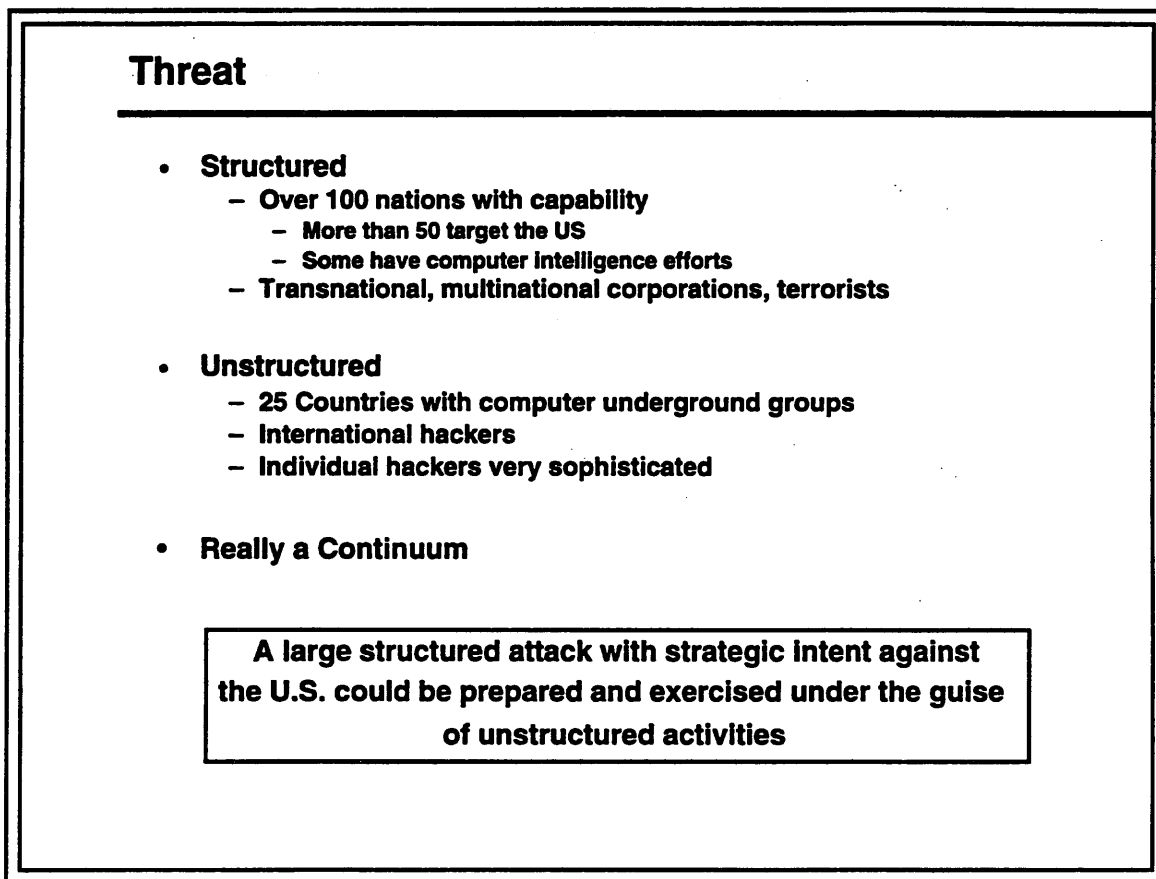 Threat
• Structured
– Over 100 nations with capability
– More than 50 target the US
– Some have computer intelligence efforts
– Transnational, multinational corporations, terrorists
• Unstructured
– 25 Countries with computer underground groups
– International hackers
– Individual hackers very sophisticated
• Really a Continuum
A large structured attack with strategic intent against
the U.S. could be prepared and exercised under the guise
of unstructured activities